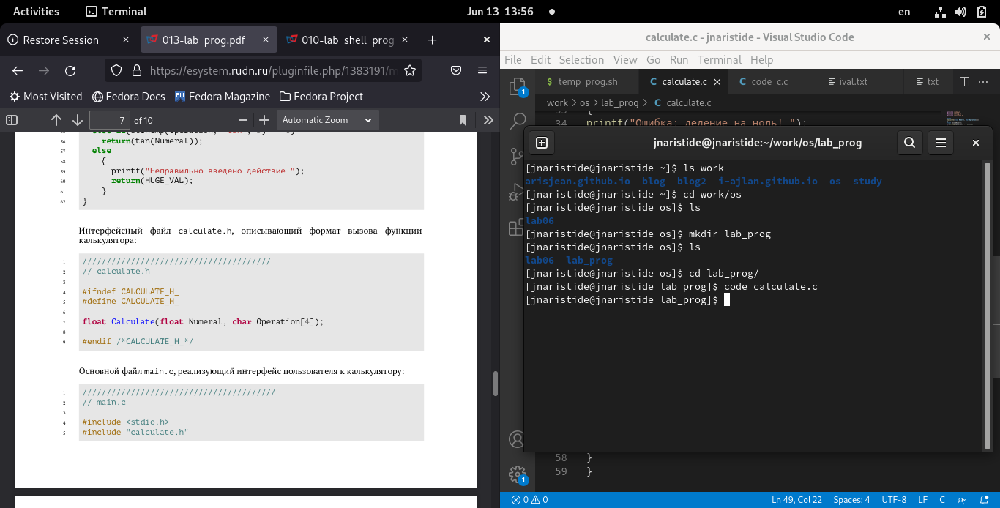 Activities
Terminal
Jun 13 13:56
en
Restore Session
013-lab_prog.pdf
010-lab_shell_prog_
https://esystem.rudn.ru/pluginfile.php/1383191/m
Most Visited
Fedora Docs
Fedora Magazine
Fedora Project
7 of 10
Automatic Zoom
56 return(tan(Numeral));
57 else
58 {
59 printf("Неправильно введено действие ");
60 return(HUGE_VAL);
61 }
62 }
Интерфейсный файл calculate.h, описывающий формат вызова функции-
калькулятора:
1 ///////////////////////////////////////
2 // calculate.h
3
4 #ifndef CALCULATE_H_
5 #define CALCULATE_H_
6
7 float Calculate(float Numeral, char Operation[4]);
8
9 #endif /*CALCULATE_H_*/
Основной файл main.c, реализующий интерфейс пользователя к калькулятору:
1 ////////////////////////////////////////
2 // main.c
3
4 #include <stdio.h>
5 #include "calculate.h"
calculate.c - jnaristide - Visual Studio Code
File Edit Selection View Go Run Terminal Help
$ temp_prog.sh
C calculate.c
C code_c.c
ival.txt
txt
work > os > lab_prog > C calculate.c
33 {
34 printf("Ошибка: деление на ноль! ");
1
jnaristide@jnaristide:~/work/os/lab_prog
[jnaristide@jnaristide ~]$ ls work
arisjean.github.io blog blog2 i-ajlan.github.io os study
[jnaristide@jnaristide ~]$ cd work/os
[jnaristide@jnaristide os]$ ls
lab06
[jnaristide@jnaristide os]$ mkdir lab_prog
[jnaristide@jnaristide os]$ ls
lab06 lab_prog
[jnaristide@jnaristide os]$ cd lab_prog/
[jnaristide@jnaristide lab_prog]$ code calculate.c
[jnaristide@jnaristide lab_prog]$
58 }
59 }
1
0 0
Ln 49, Col 22
Spaces: 4
UTF-8
LF
C